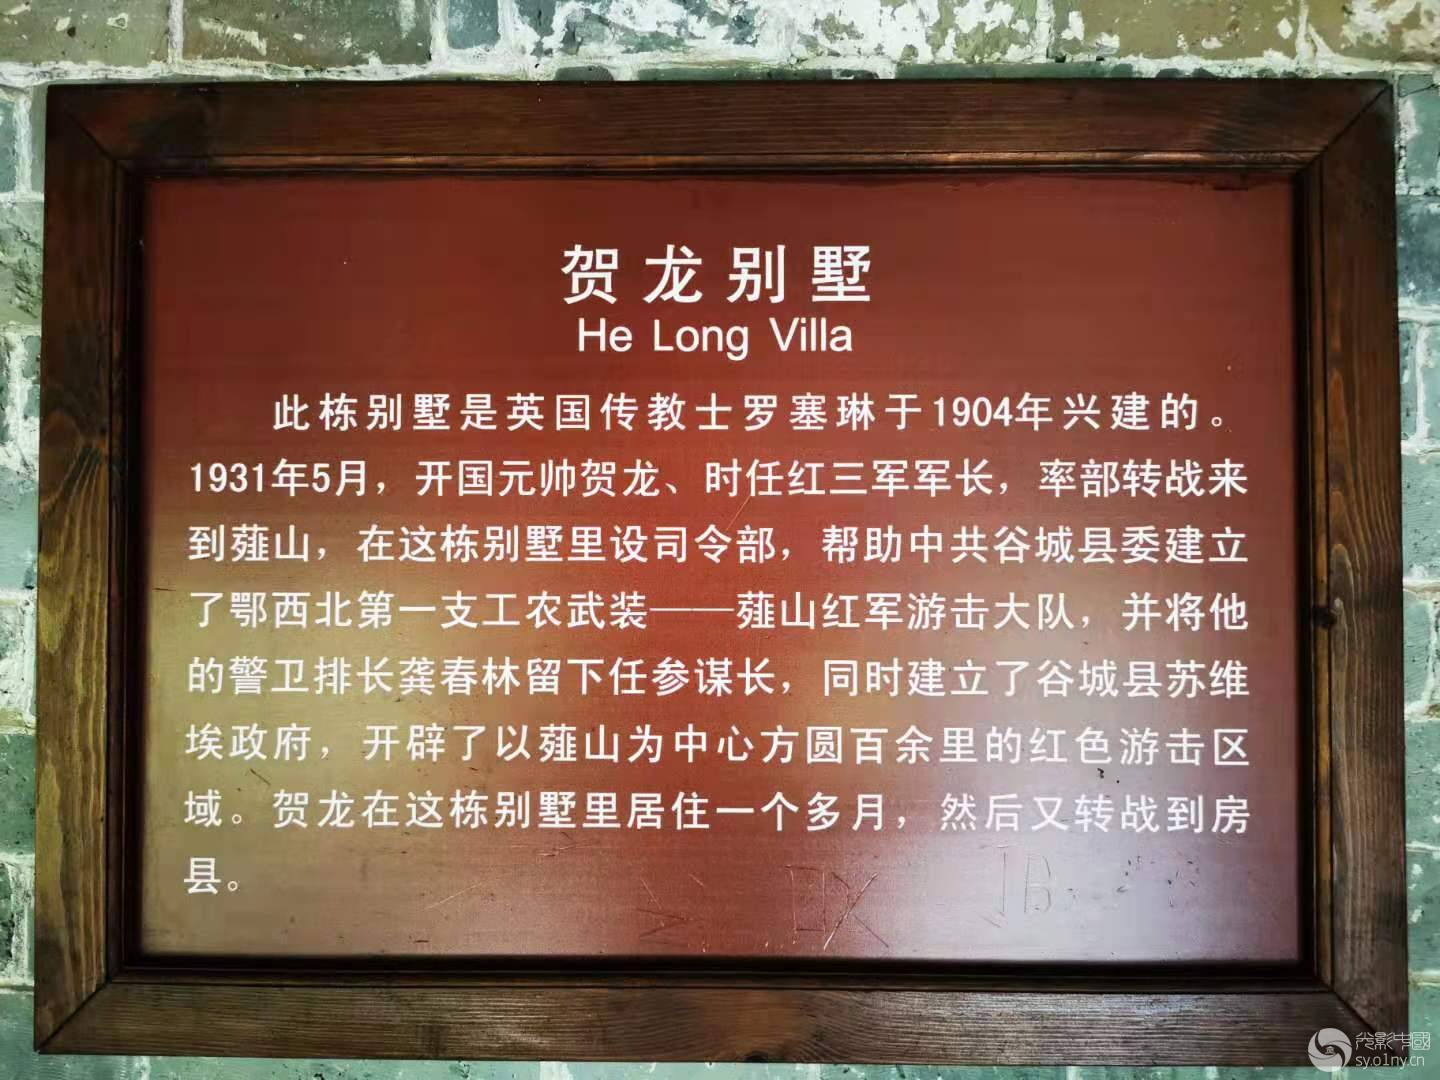 贺龙别墅
He Long Villa
此栋别墅是英国传教士罗塞琳于1904年兴建的。
1931年5月，开国元帅贺龙、时任红三军军长，率部转战来
到薤山，在这栋别墅里设司令部，帮助中共谷城县委建立
了鄂西北第一支工农武装——薤山红军游击大队，并将他
的警卫排长龚春林留下任参谋长，同时建立了谷城县苏维
埃政府，开辟了以薤山为中心方圆百余里的红色游击区
域。贺龙在这栋别墅里居住一个多月，然后又转战到房
县。
JB
光影中國
sy.o1ny.cn